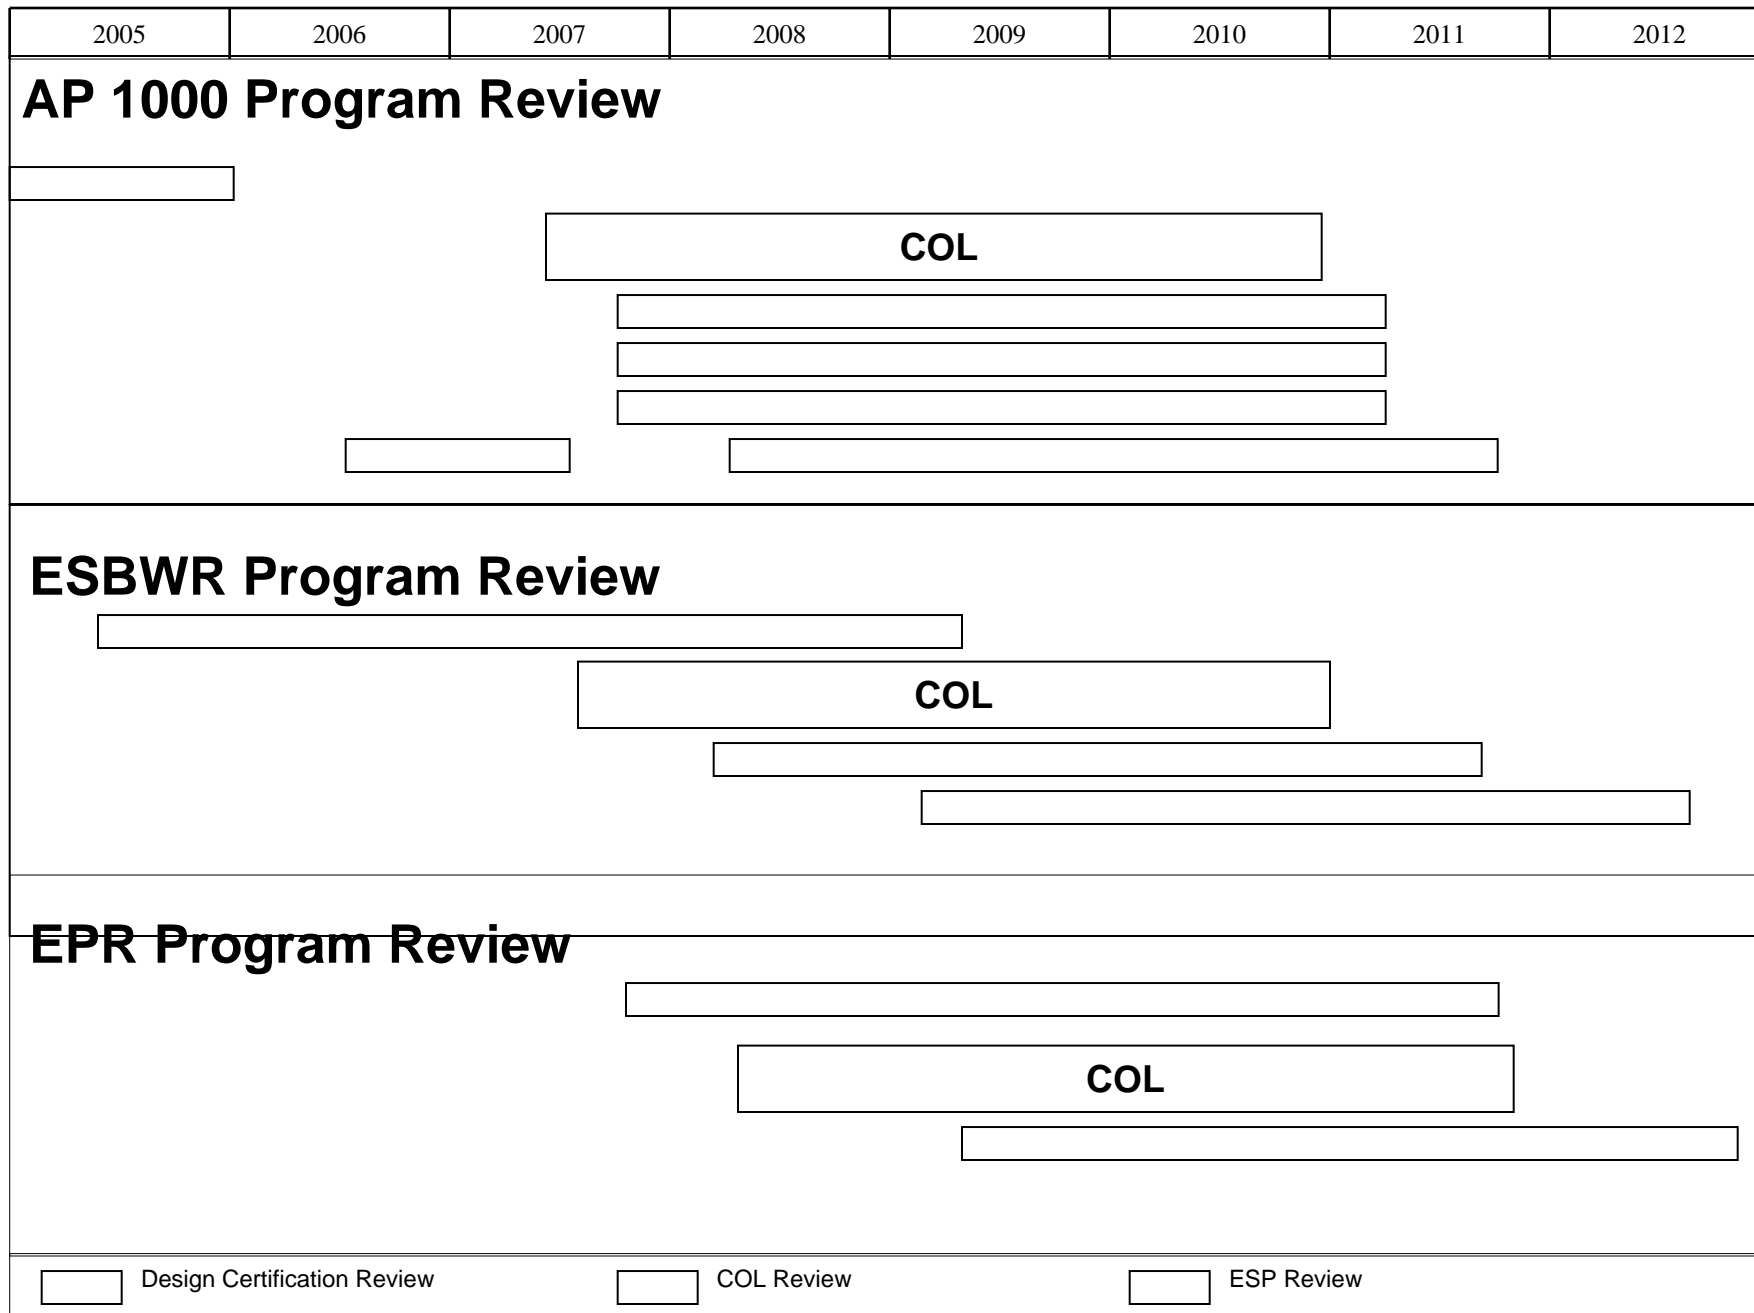 2005 2006 2007 2008 2009 2010 2011 2012
AP 1000 Program Review
COL
ESBWR Program Review
COL
EPR Program Review
COL
Design Certification Review COL Review ESP Review